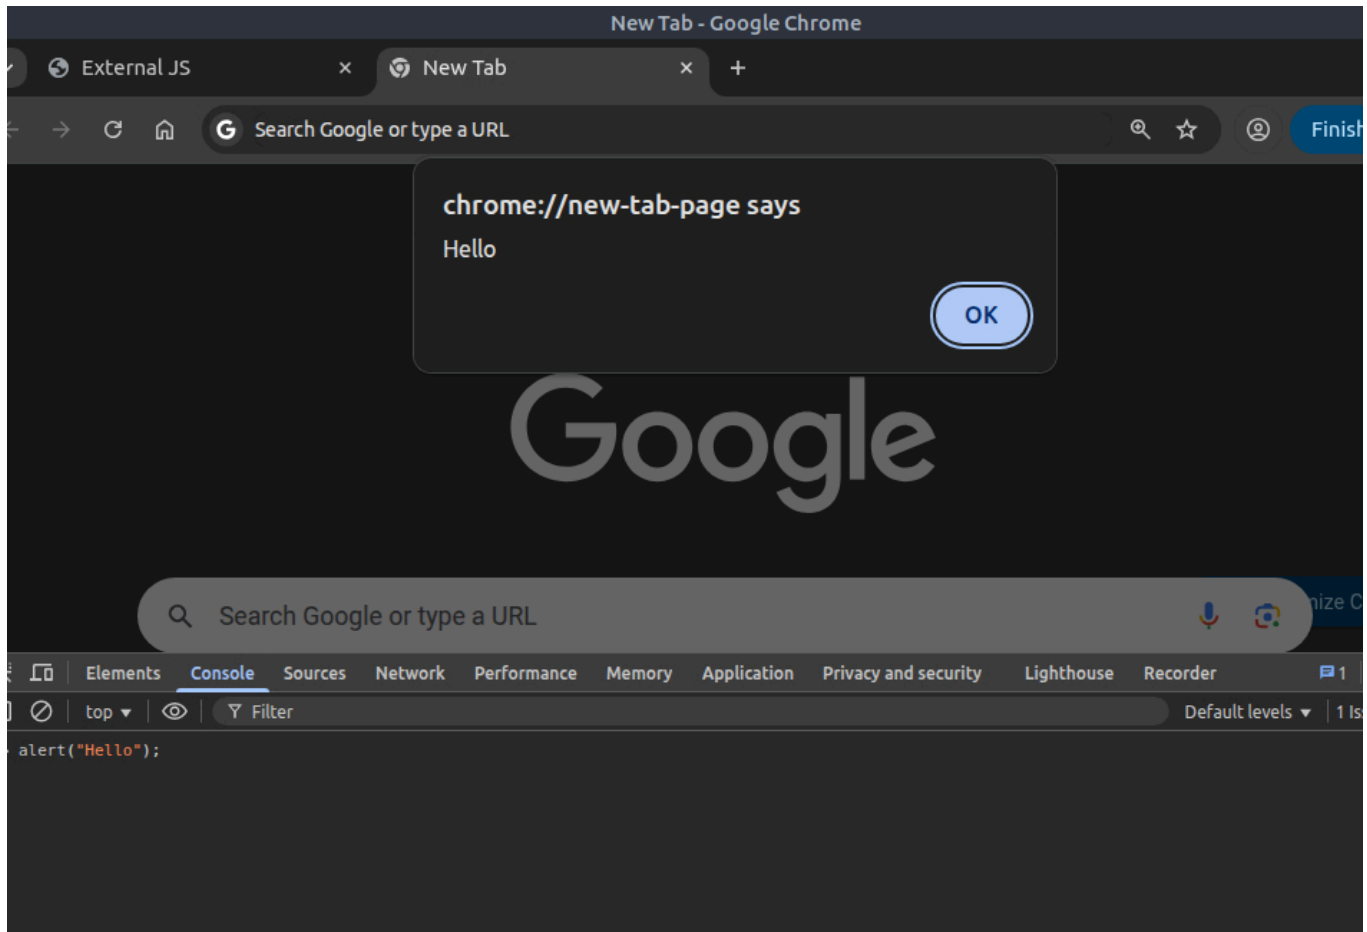 New Tab - Google Chrome
External JS
New Tab
Search Google or type a URL
Finish
chrome://new-tab-page says
Hello
OK
Google
Search Google or type a URL
Elements Console Sources Network Performance Memory Application Privacy and security Lighthouse Recorder 1
top Filter Default levels 1 Is
alert("Hello");